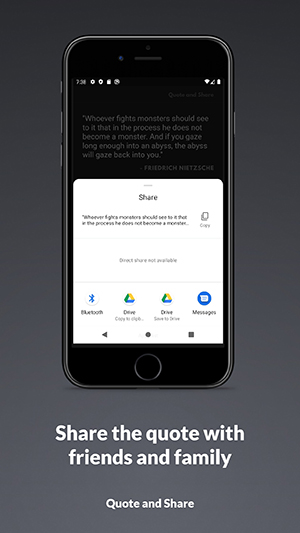 7:38
Quote and Share
"Whoever fights monsters should see
to it that in the process he does not
become a monster. And if you gaze
long enough into an abyss, the abyss
will gaze back into you."
- FRIEDRICH NIETZSCHE
Share
"Whoever fights monsters should see to it that
in the process he does not become a monster...
Copy
Direct share not available
Bluetooth
Drive
Copy to clipb...
Drive
Save to Drive
Messages
Share the quote with
friends and family
Quote and Share